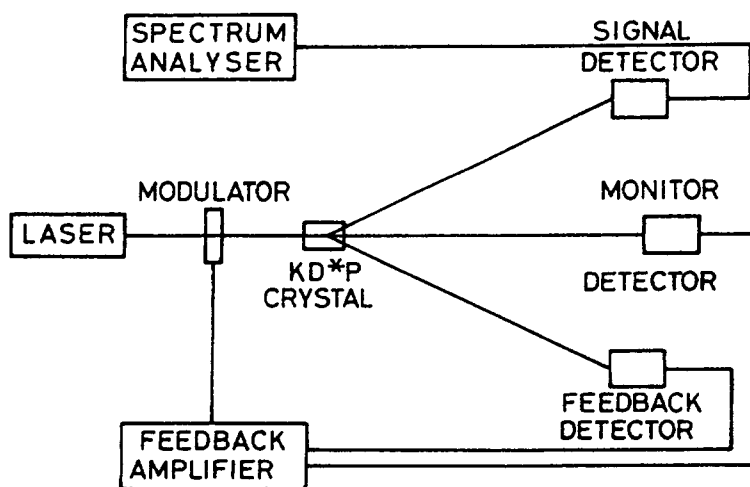 SPECTRUM
ANALYSER
SIGNAL
DETECTOR
MODULATOR
MONITOR
LASER
KD*P
CRYSTAL
DETECTOR
FEEDBACK
DETECTOR
FEEDBACK
AMPLIFIER